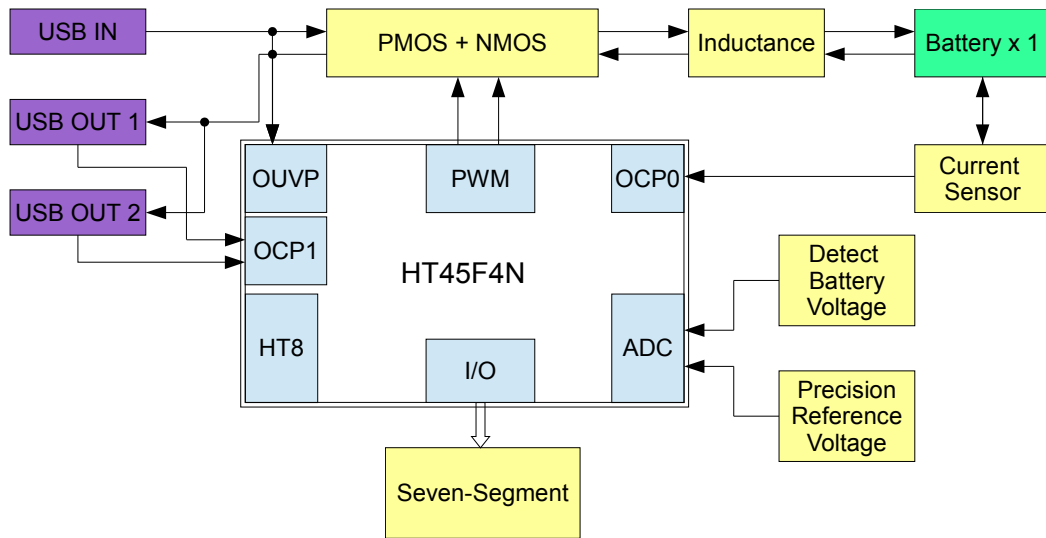 USB IN
PMOS + NMOS
Inductance
Battery x 1
USB OUT 1
USB OUT 2
OUVP
PWM
OCP0
Current
Sensor
OCP1
HT45F4N
Detect
Battery
Voltage
HT8
I/O
ADC
Precision
Reference
Voltage
Seven-Segment